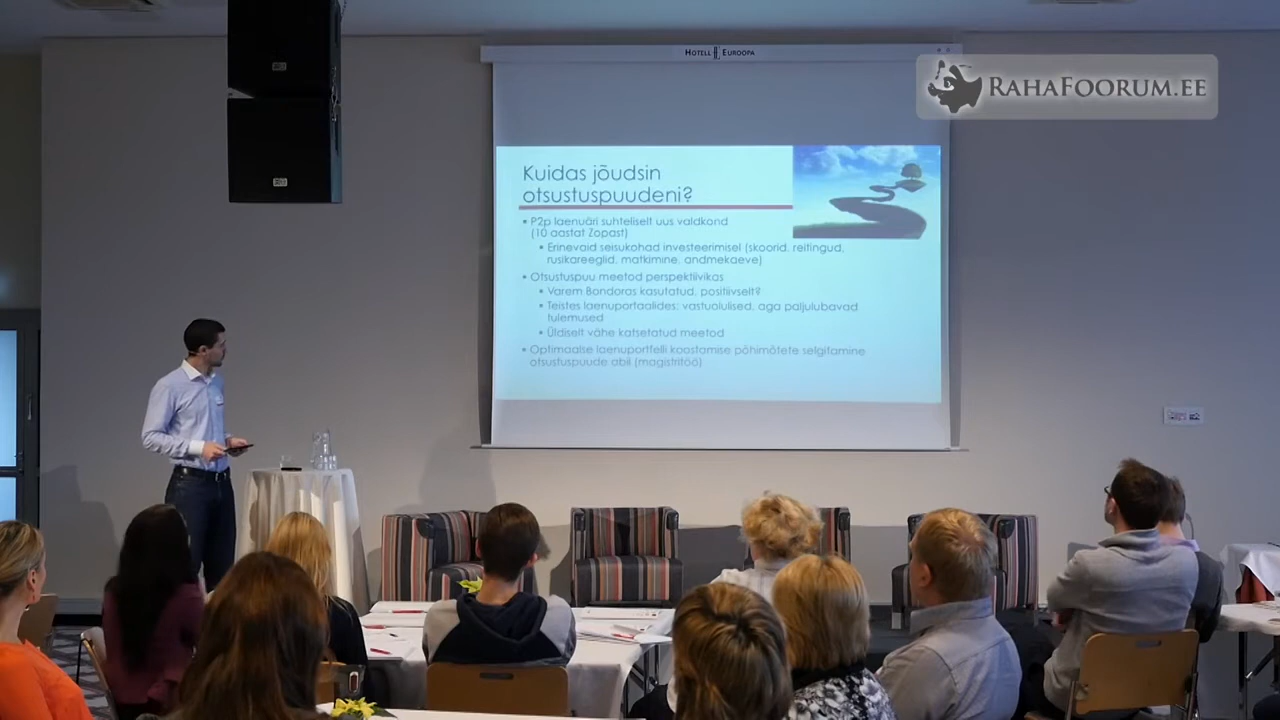 HOTELL EUROOPA
RAHAFOORUM.EE
Kuidas jõudsin
otsustuspuudeni?
P2p laenuäri suhteliselt uus valdkond
(10 aastat Zopast)
Erinevaid seisukohad investeerimisel (skoorid, reitingud,
rusikareeglid, matkimine, andmekaeve)
Otsustuspuu meetod perspektiivikas
Varem Bondoras kasutatud, positiivselt?
Teistes laenuportaalides: vastuolulised, aga paljulubavad
tulemused
Üldiselt vähe katsetatud meetod
Optimaalse laenuportfelli koostamise põhimõtete selgitamine
otsustuspuude abil (magistritöö)